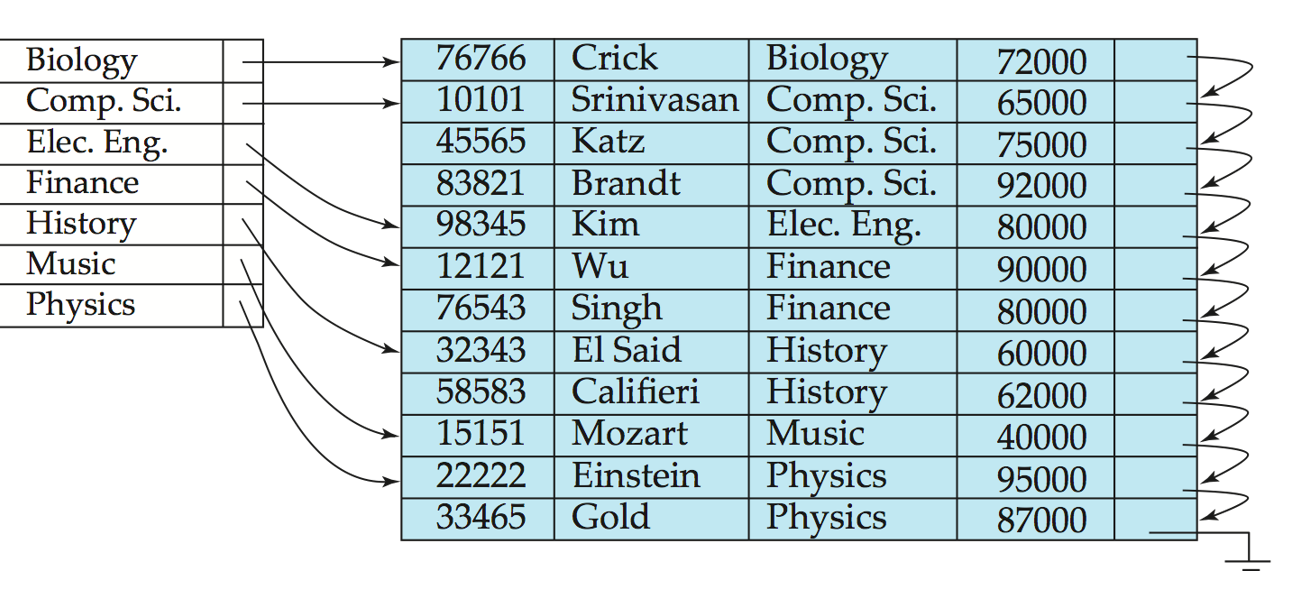 Biology
Comp. Sci.
Elec. Eng.
Finance
History
Music
Physics
76766 Crick Biology 72000
10101 Srinivasan Comp. Sci. 65000
45565 Katz Comp. Sci. 75000
83821 Brandt Comp. Sci. 92000
98345 Kim Elec. Eng. 80000
12121 Wu Finance 90000
76543 Singh Finance 80000
32343 El Said History 60000
58583 Califieri History 62000
15151 Mozart Music 40000
22222 Einstein Physics 95000
33465 Gold Physics 87000